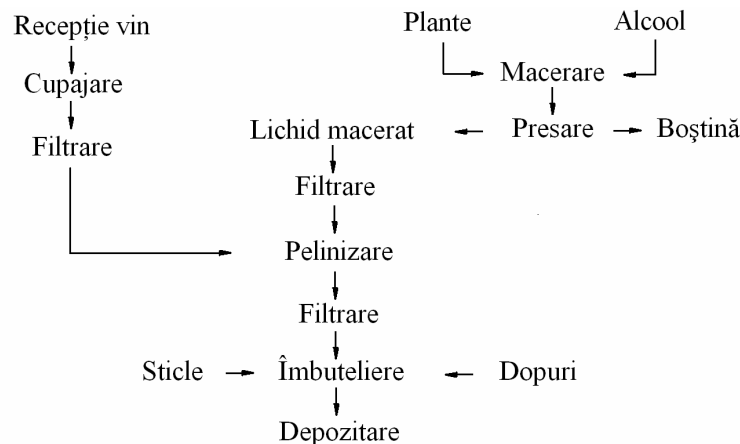 Recepție vin
Plante
Alcool
Cupajare
Macerare
Filtrare
Lichid macerat
Presare
Boştină
Filtrare
Pelinizare
Filtrare
Sticle
Îmbuteliere
Dopuri
Depozitare